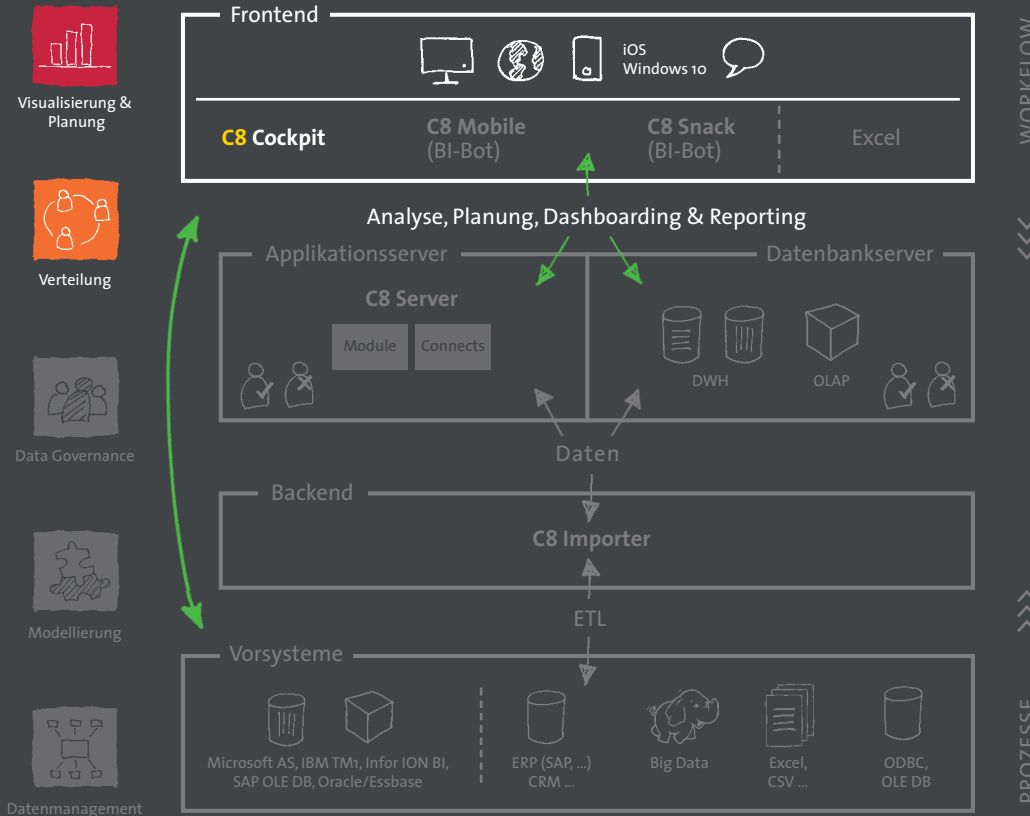 Frontend
iOS
Windows 10
C8 Cockpit
C8 Mobile
(BI-Bot)
C8 Snack
(BI-Bot)
Excel
Visualisierung &
Planung
Analyse, Planung, Dashboarding & Reporting
Verteilung
Applikationsserver
Datenbankserver
C8 Server
Module
Connects
DWH
OLAP
Data Governance
Daten
Backend
C8 Importer
ETL
Modellierung
Vorsysteme
Microsoft AS, IBM TM1, Infor ION BI,
SAP OLE DB, Oracle/Essbase
ERP (SAP, ...)
CRM ...
Big Data
Excel,
CSV ...
ODBC,
OLE DB
Datenmanagement
WORKFLOW
PROZESSE